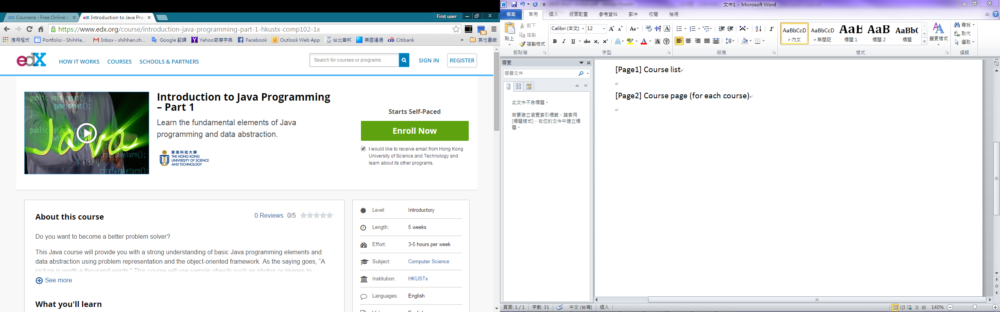 Coursera - Free Online C
edX Introduction to Java Pro
First user
https://www.edx.org/course/introduction-java-programming-part-1-hkustx-comp102-1x
應用程式
Portfolio - ShihHa...
Inbox - shihhan.ch...
Google 翻譯
Yahoo奇摩字典
Facebook
Outlook Web App
台北富邦
美國運通
citi Citibank
»
其他書籤
edX
HOW IT WORKS
COURSES
SCHOOLS & PARTNERS
Search for courses or programs
SIGN IN
REGISTER
public void reset() {
game.reset();
}
Java
crossTakeTurn();
} else {
circleTakeTurn();
Introduction to Java Programming
– Part 1
Learn the fundamental elements of Java
programming and data abstraction.
香港科技大學
THE HONG KONG
UNIVERSITY OF SCIENCE
AND TECHNOLOGY
Starts Self-Paced
Enroll Now
I would like to receive email from Hong Kong
University of Science and Technology and
learn about its other programs.
About this course
0 Reviews 0/5
Do you want to become a better problem solver?
This Java course will provide you with a strong understanding of basic Java programming elements and
data abstraction using problem representation and the object-oriented framework. As the saying goes, “A
picture is worth a thousand words.” This course will use sample objects such as photos or images to
See more
What you'll learn
Level: Introductory
Length: 5 weeks
Effort: 3-5 hours per week
Subject: Computer Science
Institution: HKUSTx
Languages: English
文件1 - Microsoft Word
檔案
常用
插入
版面配置
參考資料
郵件
校閱
檢視
貼上
剪下
複製
複製格式
剪貼簿
Calibri (本文)
12
字型
段落
AaBbCcD
內文
AaBbCcD
無間距
AaB
標題 1
AaB
標題 2
AaBb(
標題
樣式
變更樣式
尋找
取代
選取
編輯
導覽
搜尋文件
此文件不含標題。
若要建立瀏覽索引標籤，請套用
[標題樣式]，在您的文件中建立標
題。
[Page1] Course list
[Page2] Course page (for each course)
頁面: 1 / 1
字數: 31
中文 (台灣)
插入
140%